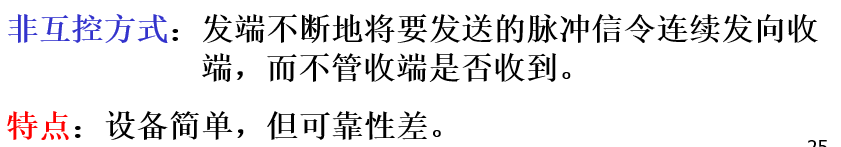 非互控方式：发端不断地将要发送的脉冲信令连续发向收
端，而不管收端是否收到。
特点：设备简单，但可靠性差。
25